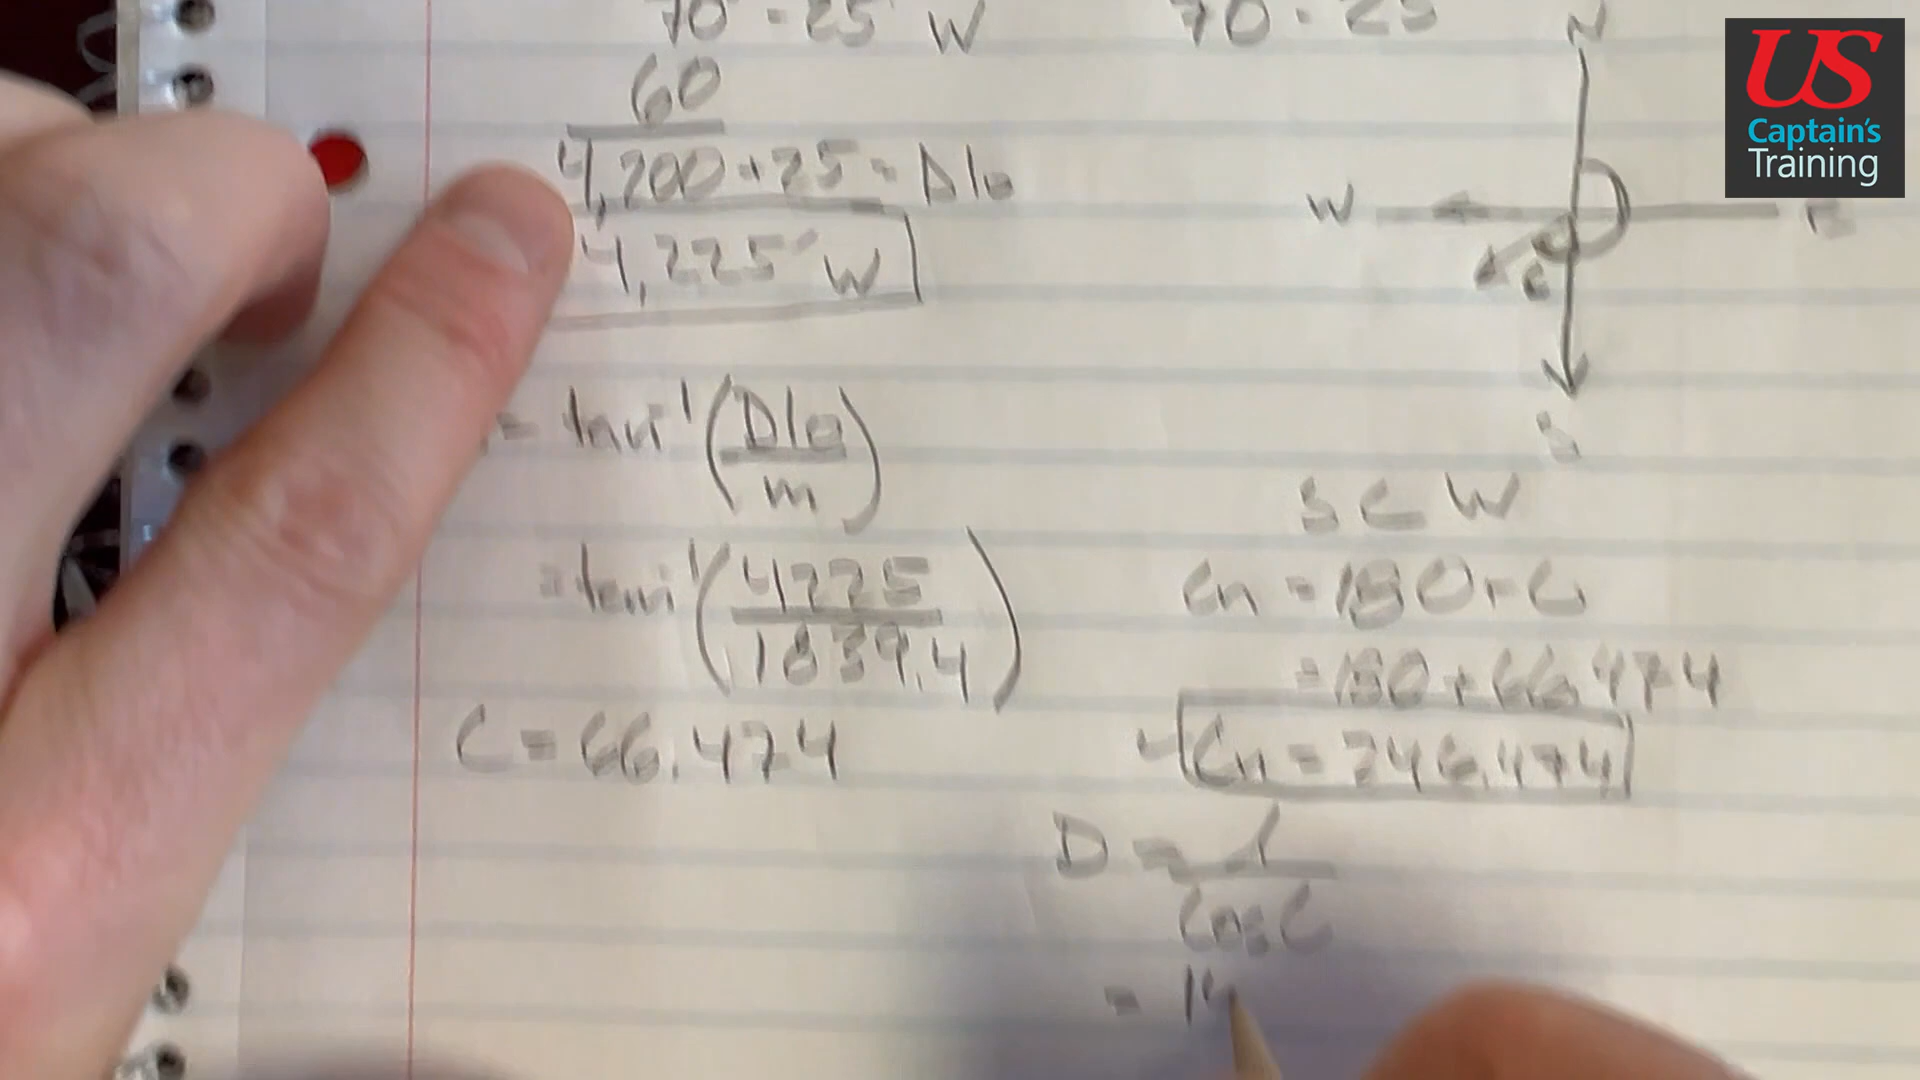 70° - 25' W
70 - 25
60
4,200 + 25 = Dlo
4,225' W
N
W
E
C
S
= tan⁻¹ (Dlo/m)
= tan⁻¹ (4225/1839.4)
C = 66.474
S C W
Cn = 180 + C
= 180 + 66.474
Cn = 246.474
D = l
Cos C
= 14
US
Captain's
Training